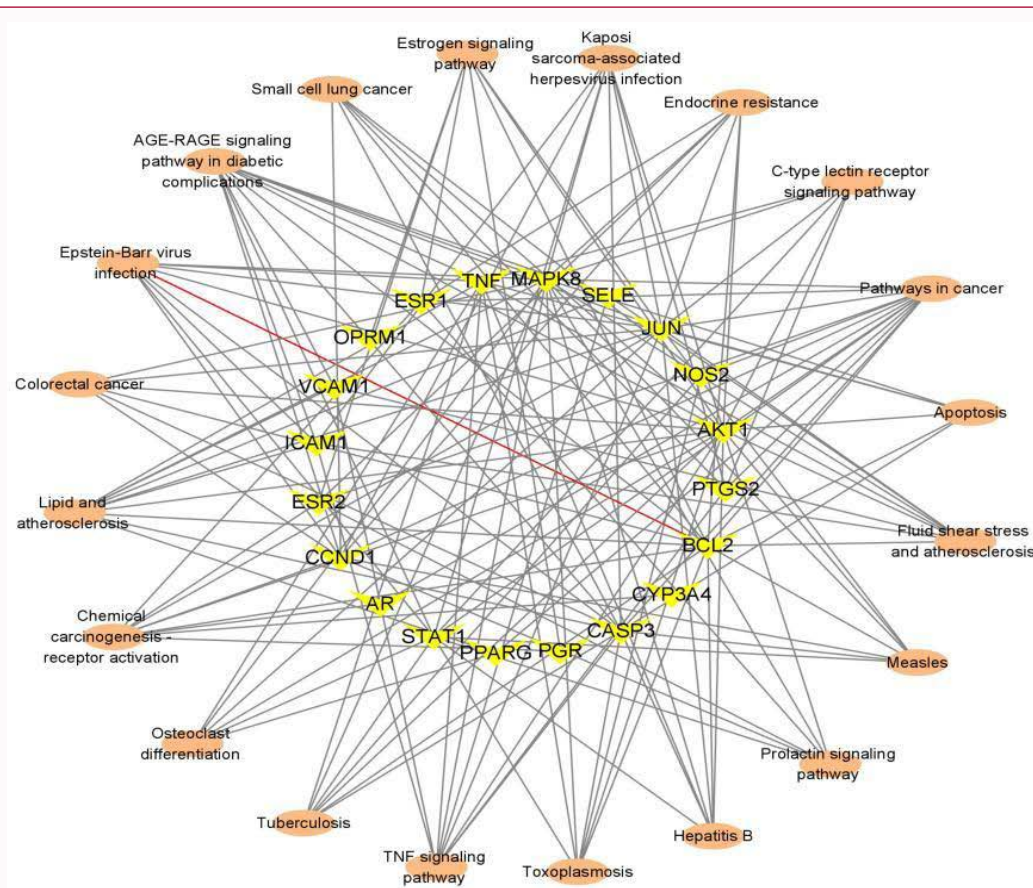 Estrogen signaling
pathway
Kaposi
sarcoma-associated
herpesvirus infection
Small cell lung cancer
Endocrine resistance
AGE-RAGE signaling
pathway in diabetic
complications
C-type lectin receptor
signaling pathway
Epstein-Barr virus
infection
Pathways in cancer
TNF
MAPK8
SELE
ESR1
JUN
OPRM1
NOS2
VCAM1
Colorectal cancer
Apoptosis
AKT1
ICAM1
PTGS2
ESR2
Lipid and
atherosclerosis
Fluid shear stress
and atherosclerosis
BCL2
CCND1
CYP3A4
AR
CASP3
STAT1
PPARG
PGR
Chemical
carcinogenesis -
receptor activation
Measles
Osteoclast
differentiation
Prolactin signaling
pathway
Tuberculosis
Hepatitis B
TNF signaling
pathway
Toxoplasmosis